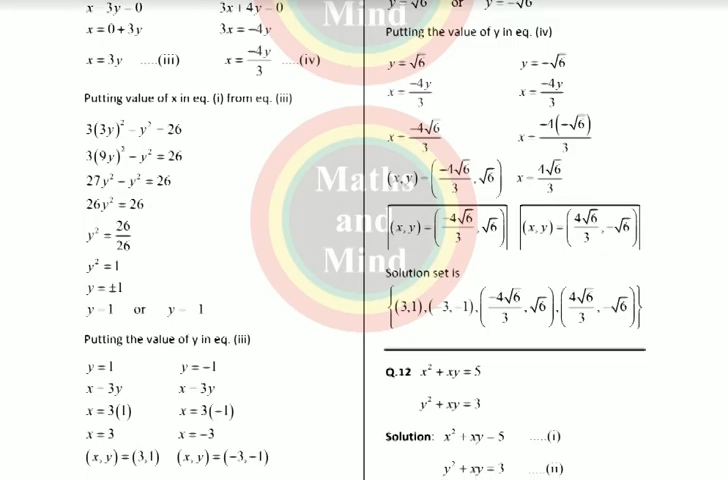 x 3y – 0 3x + 4y – 0
x = 0 + 3y 3x = –4y
x = 3y .....(iii) x = –4y/3 ....(iv)
Putting value of x in eq. (i) from eq. (iii)
3(3y)² – y² – 26
3(9y)² – y² = 26
27y² – y² = 26
26y² = 26
y² = 26/26
y² = 1
y = ±1
y – 1 or y – 1
Putting the value of y in eq. (iii)
y = 1 y = –1
x – 3y x – 3y
x = 3(1) x = 3(–1)
x = 3 x = –3
(x, y) = (3,1) (x, y) = (–3,–1)
y = √6 or y = –√6
Putting the value of y in eq. (iv)
y = √6 y = –√6
x = –4y/3 x = –4y/3
x – –4√6/3 x – –4(–√6)/3
(x, y) – (–4√6/3, √6) x – 4√6/3
(x, y) – (–4√6/3, √6) (x, y) – (4√6/3, –√6)
Solution set is
{(3,1),(–3,–1),(–4√6/3, √6),(4√6/3, –√6)}
Q.12 x² + xy = 5
y² + xy = 3
Solution: x² + xy – 5 .....(i)
y² + xy = 3 ....(ii)
Mind
Maths
and
Mind